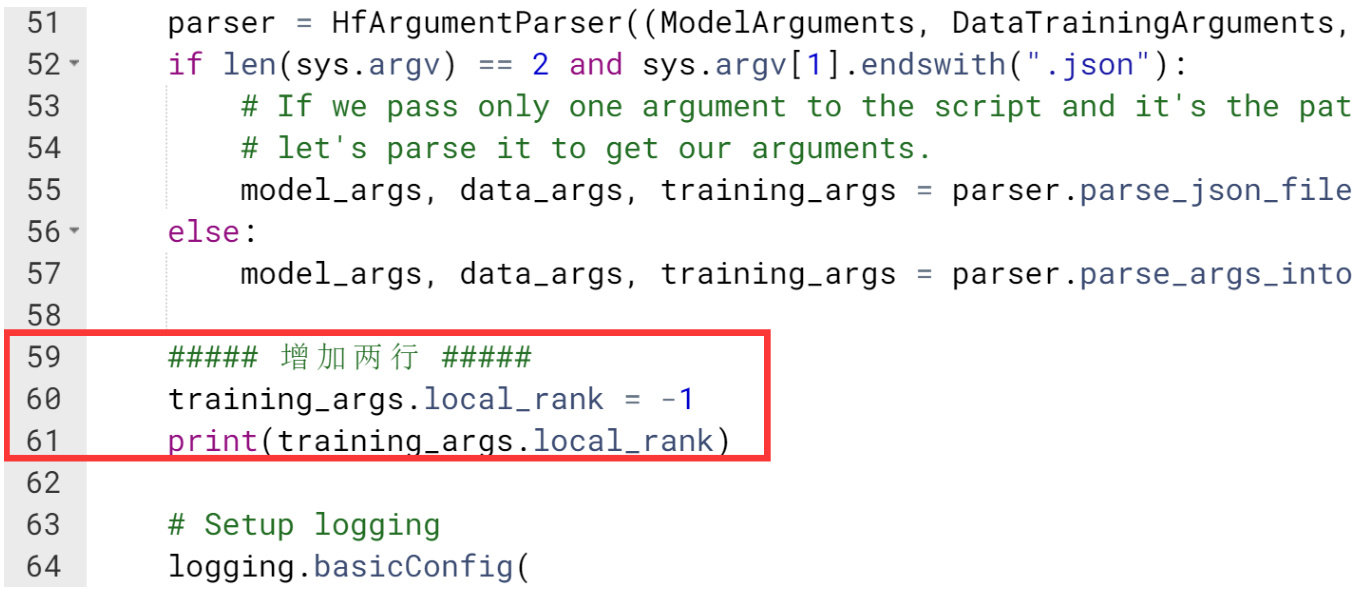 51 parser = HfArgumentParser((ModelArguments, DataTrainingArguments,
52 if len(sys.argv) == 2 and sys.argv[1].endswith(".json"):
53 # If we pass only one argument to the script and it's the pat
54 # let's parse it to get our arguments.
55 model_args, data_args, training_args = parser.parse_json_file
56 else:
57 model_args, data_args, training_args = parser.parse_args_into
58
59 ##### 增加两行 #####
60 training_args.local_rank = -1
61 print(training_args.local_rank)
62
63 # Setup logging
64 logging.basicConfig(